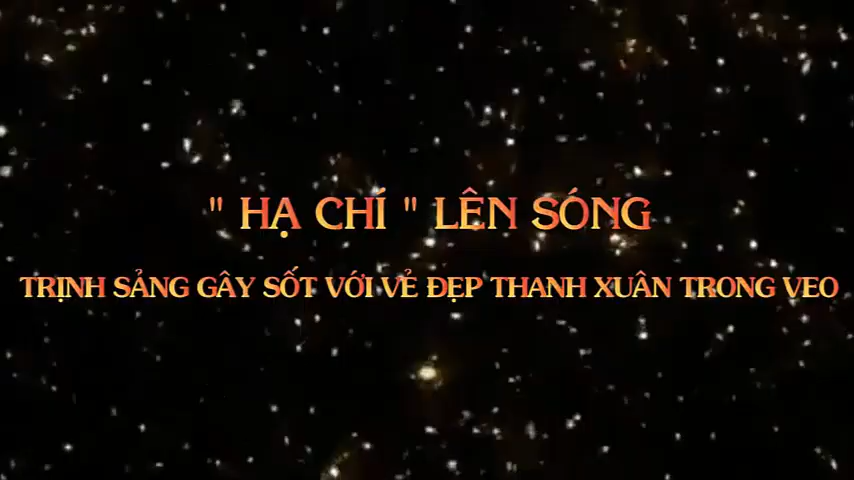 " HẠ CHÍ " LÊN SÓNG
TRỊNH SẢNG GÂY SỐT VỚI VẺ ĐẸP THANH XUÂN TRONG VEO